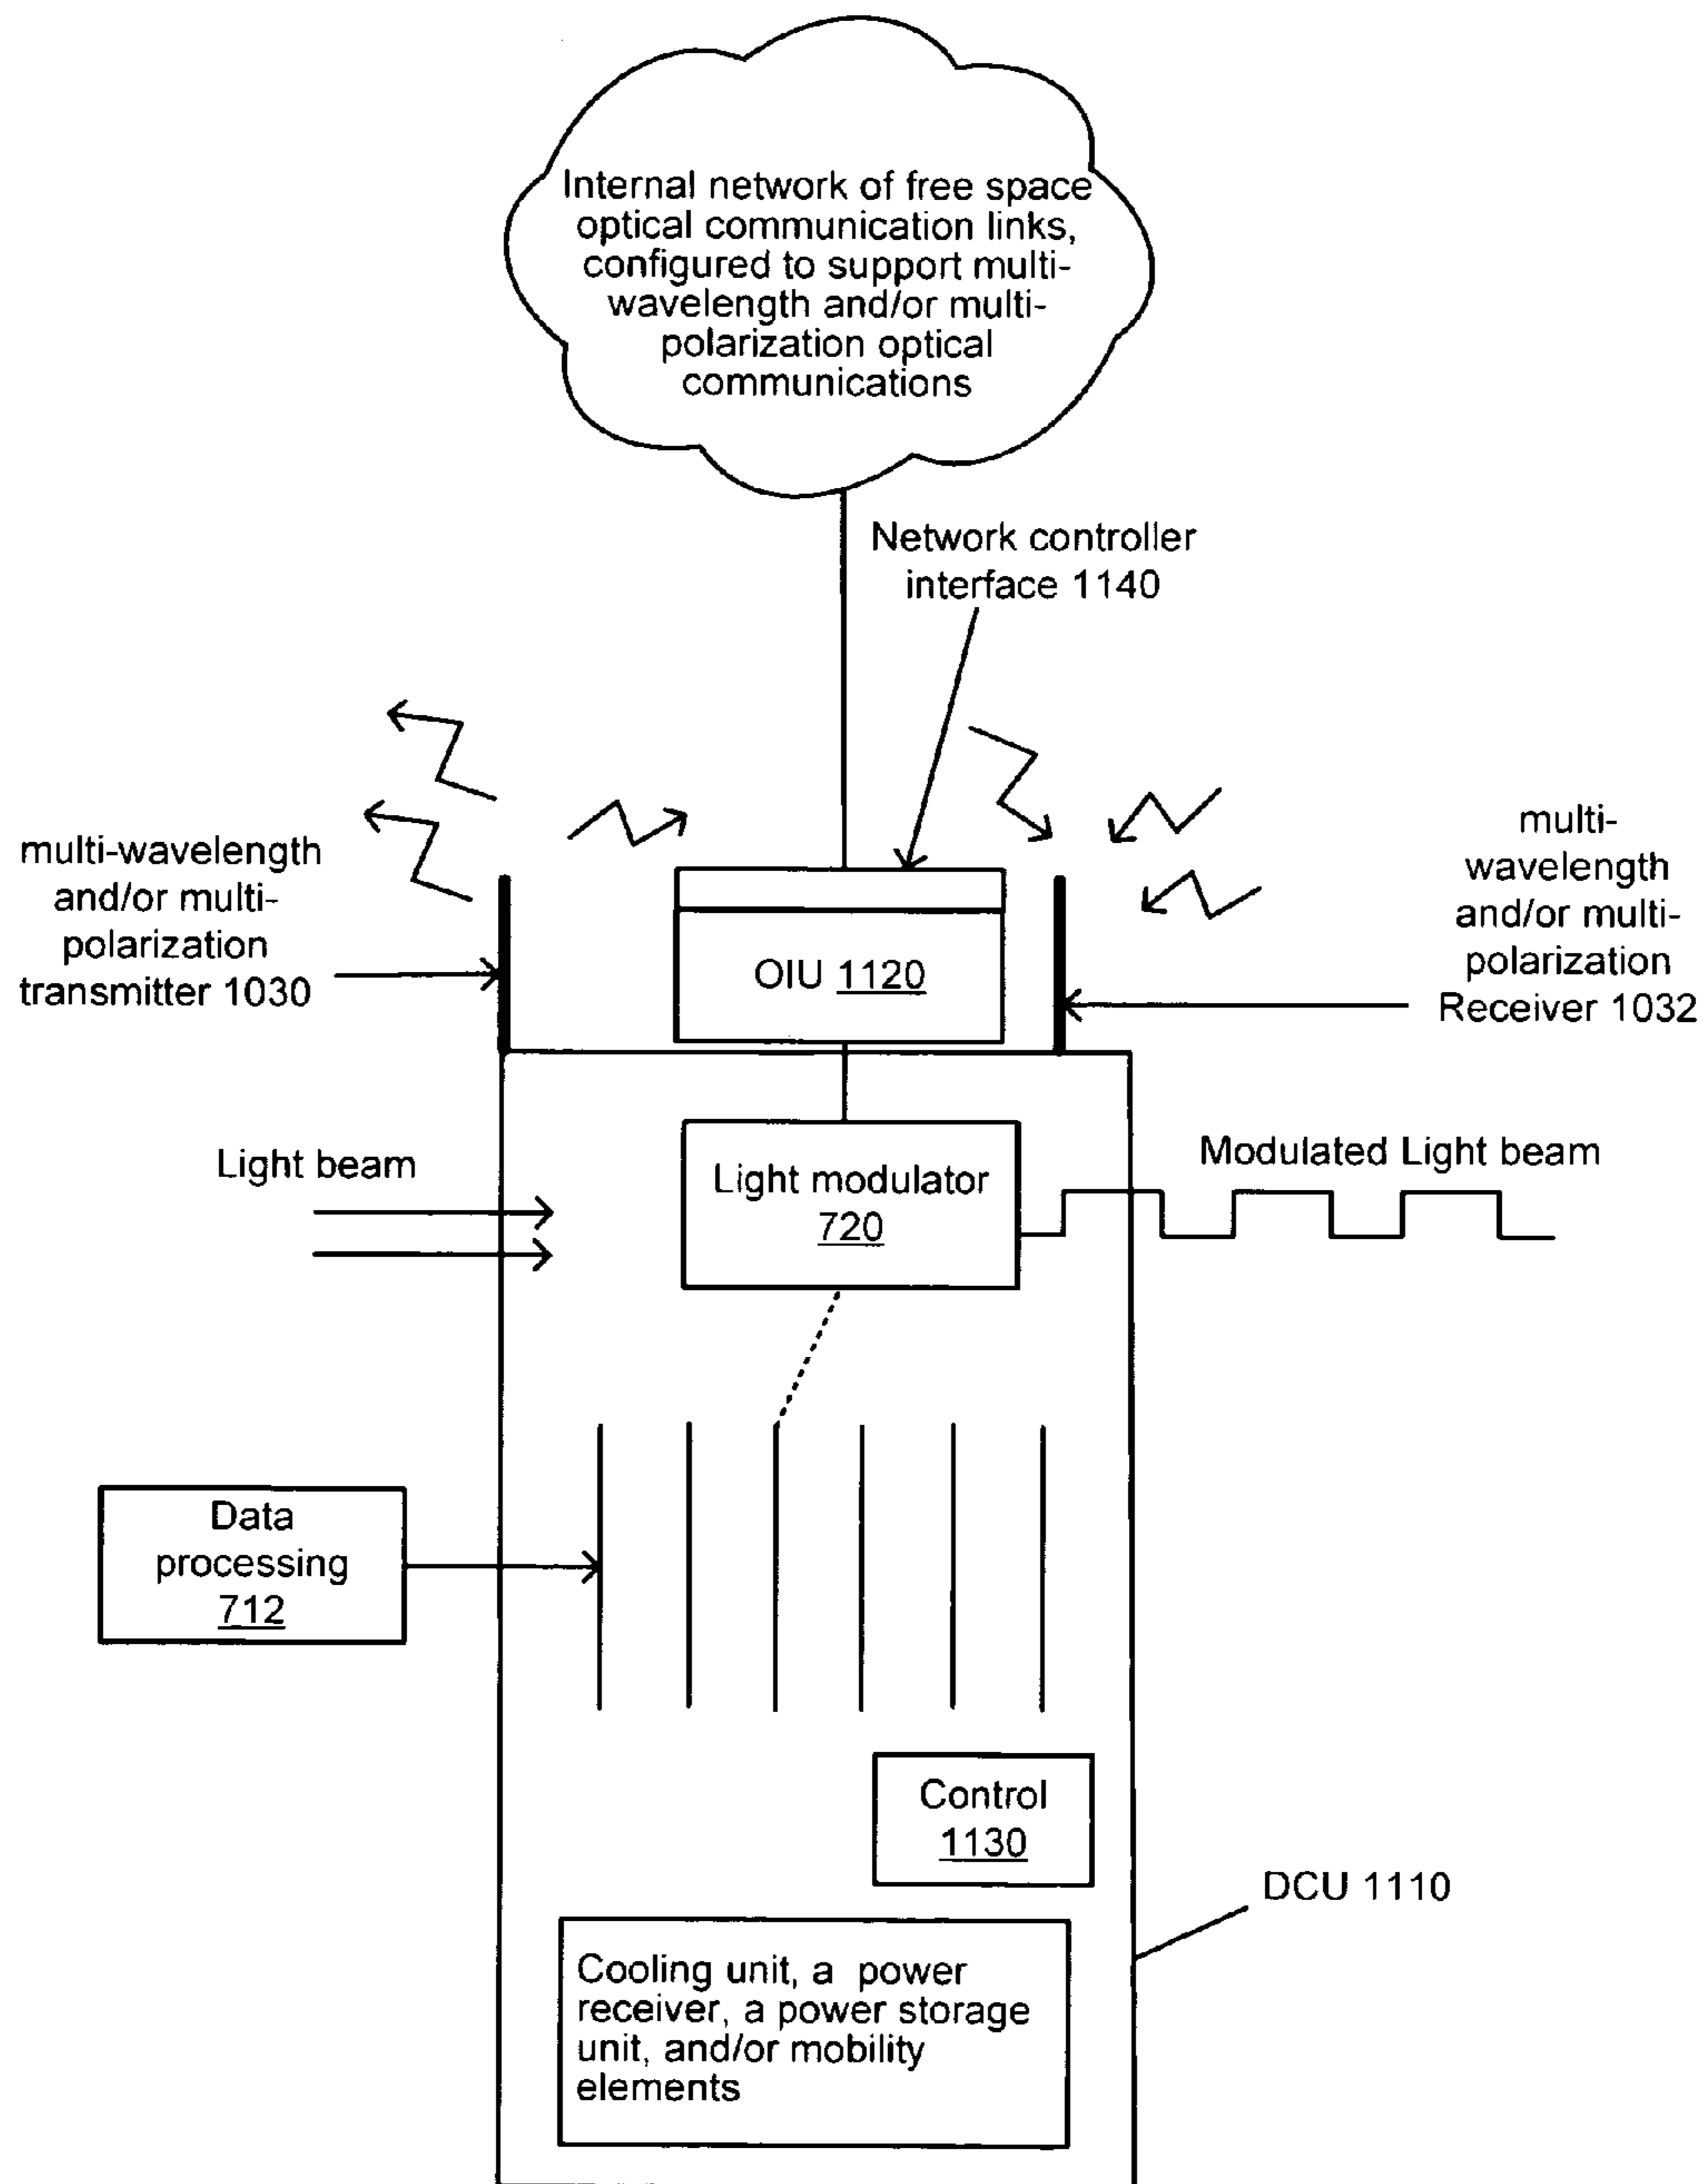 Internal network of free space
optical communication links,
configured to support multi-
wavelength and/or multi-
polarization optical
communications
Network controller
interface 1140
multi-wavelength
and/or multi-
polarization
transmitter 1030
multi-
wavelength
and/or multi-
polarization
Receiver 1032
OIU 1120
Light beam
Light modulator
720
Modulated Light beam
Data
processing
712
Control
1130
DCU 1110
Cooling unit, a power
receiver, a power storage
unit, and/or mobility
elements